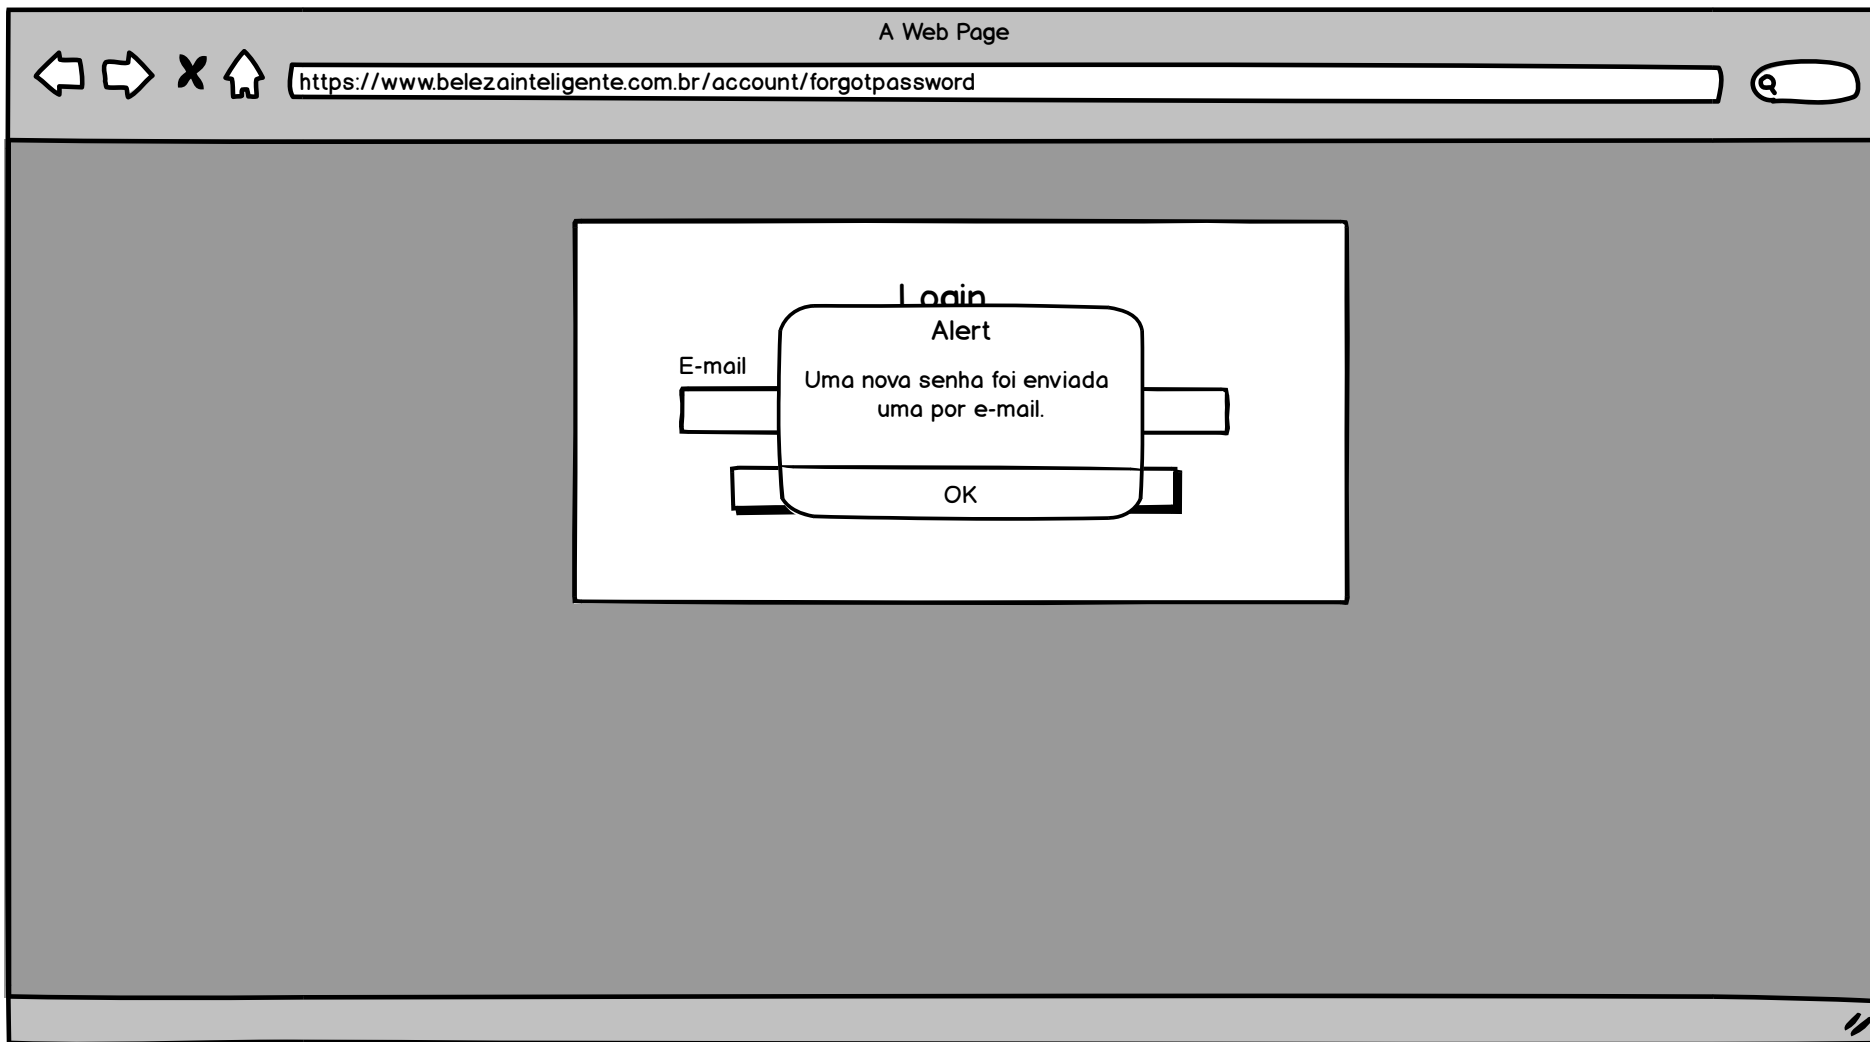 A Web Page
https://www.belezainteligente.com.br/account/forgotpassword
Login
Alert
E-mail
Uma nova senha foi enviada
uma por e-mail.
OK